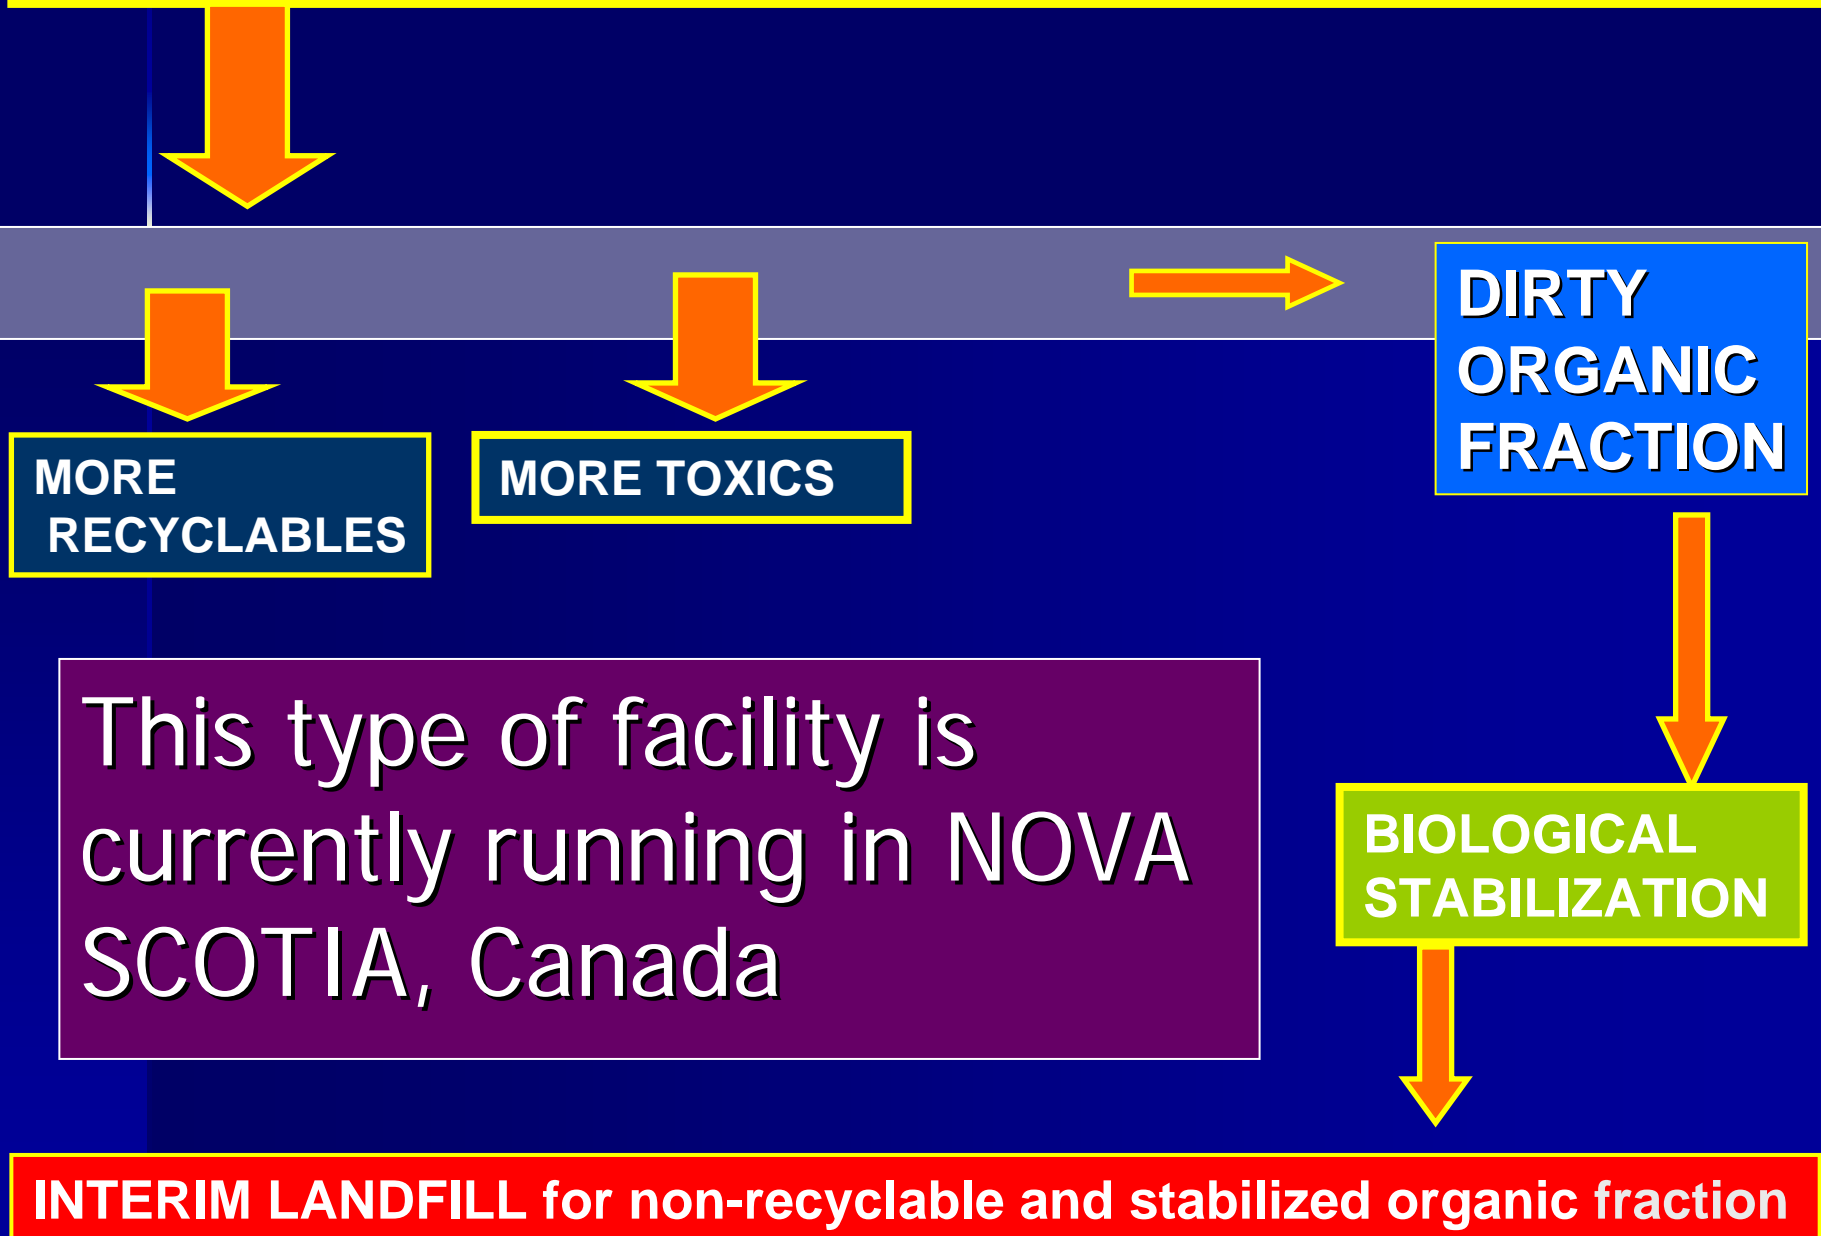 DIRTY
ORGANIC
FRACTION
MORE
RECYCLABLES
MORE TOXICS
This type of facility is
currently running in NOVA
SCOTIA, Canada
BIOLOGICAL
STABILIZATION
INTERIM LANDFILL for non-recyclable and stabilized organic fraction